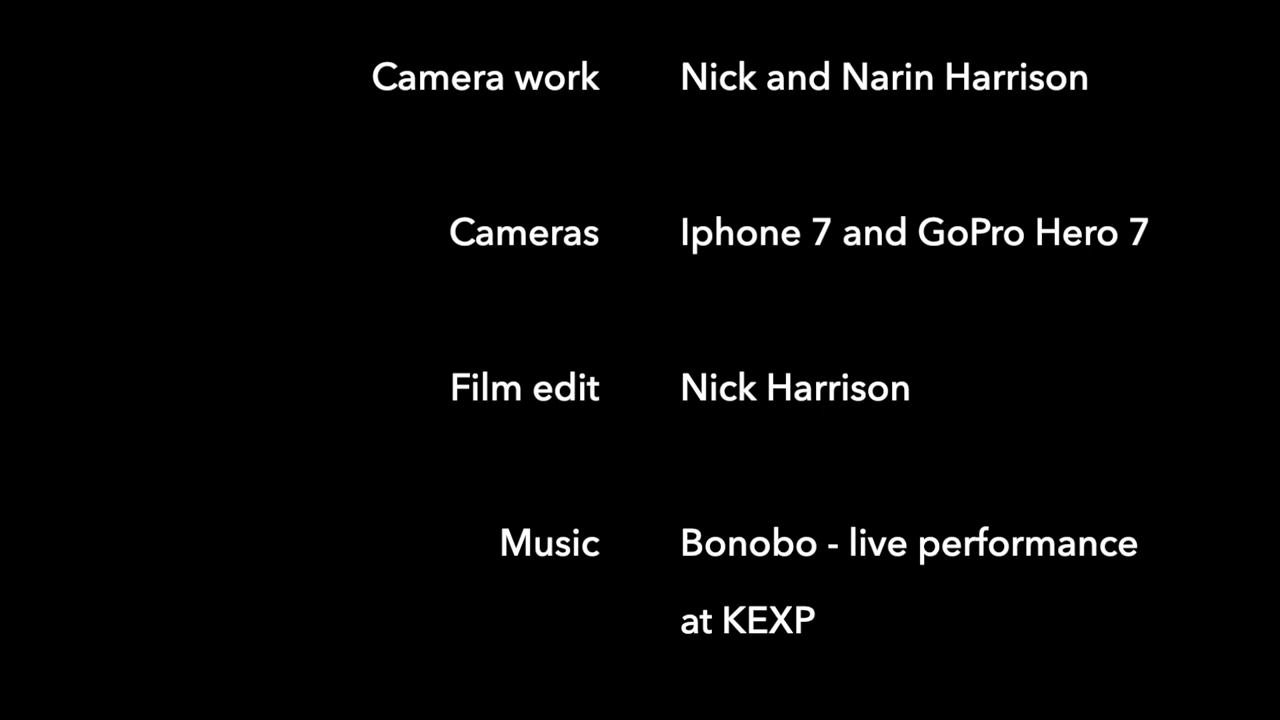 Camera work Nick and Narin Harrison
Cameras Iphone 7 and GoPro Hero 7
Film edit Nick Harrison
Music Bonobo - live performance
at KEXP